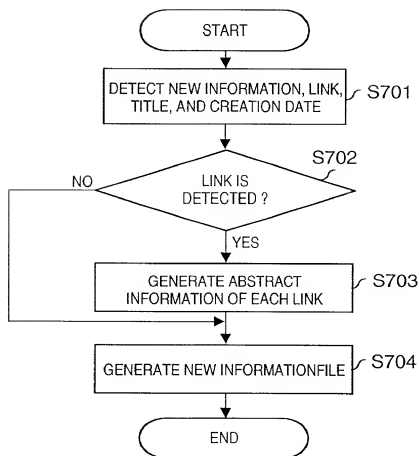 START
DETECT NEW INFORMATION, LINK,
TITLE, AND CREATION DATE
S701
S702
LINK IS
DETECTED ?
NO
YES
GENERATE ABSTRACT
INFORMATION OF EACH LINK
S703
GENERATE NEW INFORMATIONFILE
S704
END